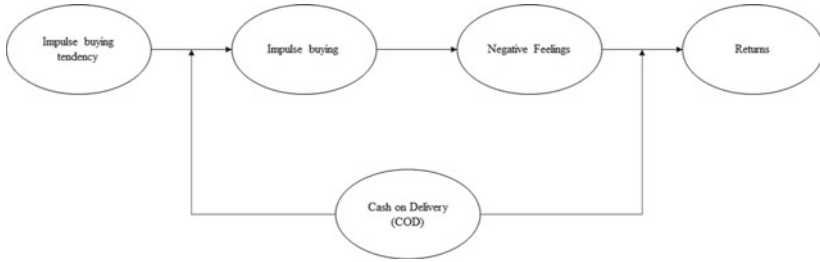 Impulse buying
tendency
Impulse buying
Negative Feelings
Returns
Cash on Delivery
(COD)